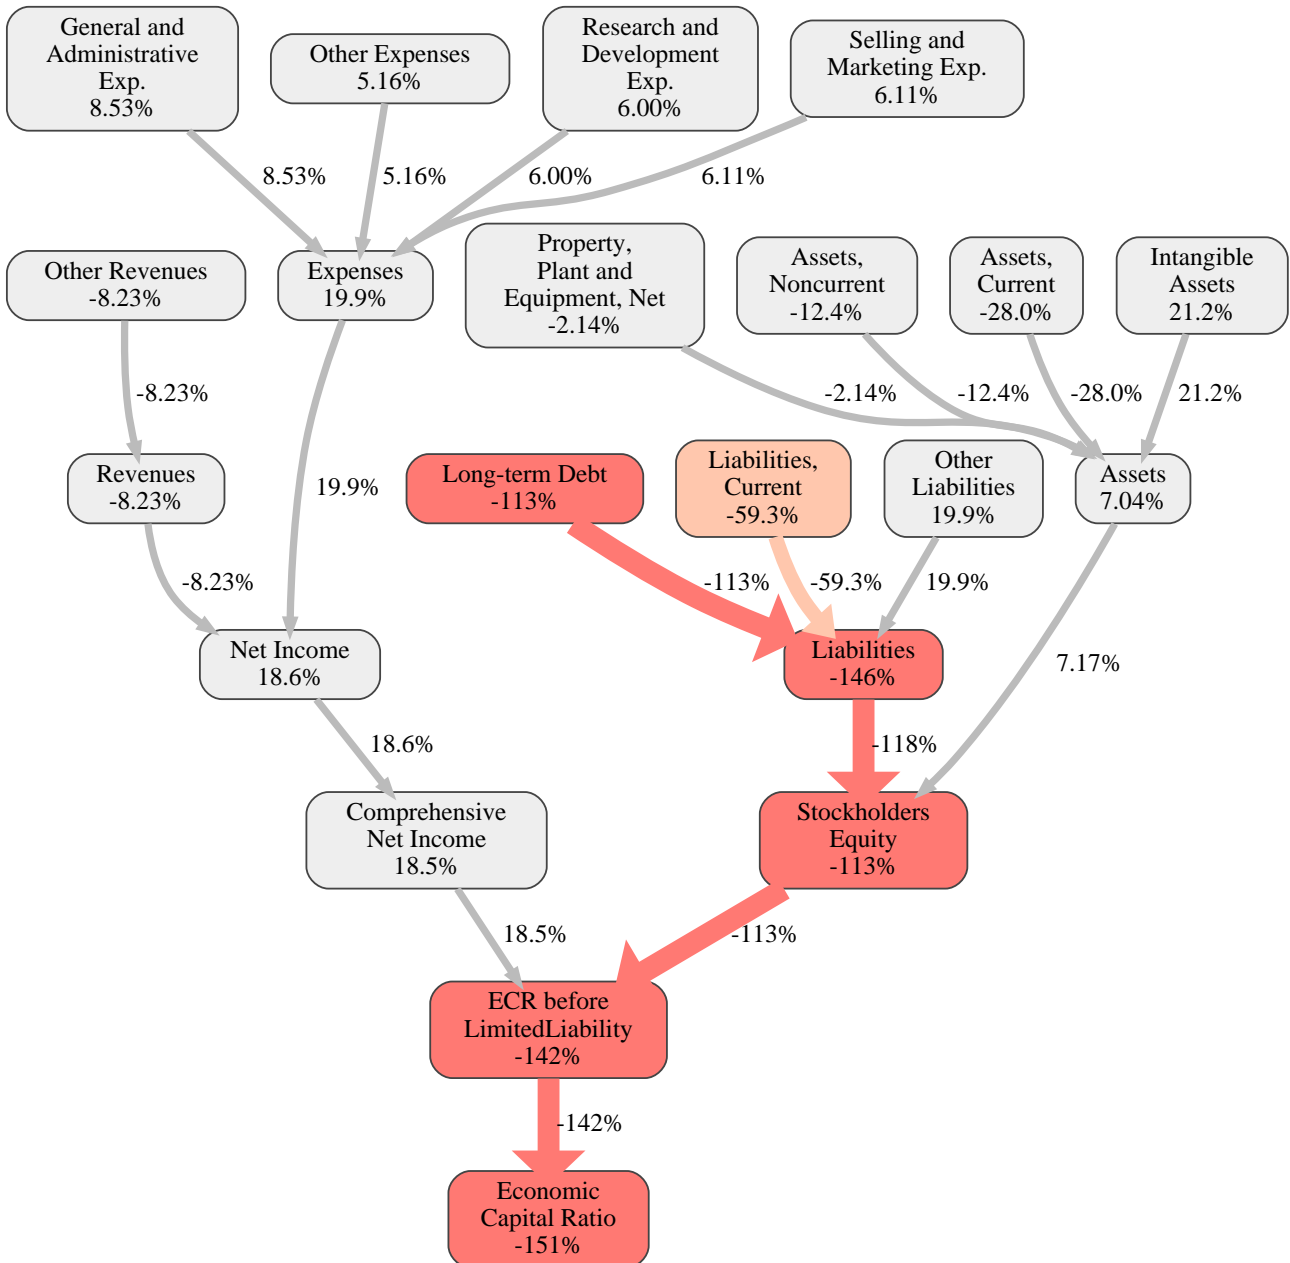 General and
Administrative
Exp.
8.53%
Other Expenses
5.16%
Research and
Development
Exp.
6.00%
Selling and
Marketing Exp.
6.11%
8.53%
5.16%
6.00%
6.11%
Other Revenues
-8.23%
Expenses
19.9%
Property,
Plant and
Equipment, Net
-2.14%
Assets,
Noncurrent
-12.4%
Assets,
Current
-28.0%
Intangible
Assets
21.2%
-8.23%
-2.14%
-12.4%
-28.0%
21.2%
Revenues
-8.23%
19.9%
Long-term Debt
-113%
Liabilities,
Current
-59.3%
Other
Liabilities
19.9%
Assets
7.04%
-8.23%
-113%
-59.3%
19.9%
Net Income
18.6%
Liabilities
-146%
7.17%
18.6%
-118%
Comprehensive
Net Income
18.5%
Stockholders
Equity
-113%
18.5%
-113%
ECR before
LimitedLiability
-142%
-142%
Economic
Capital Ratio
-151%